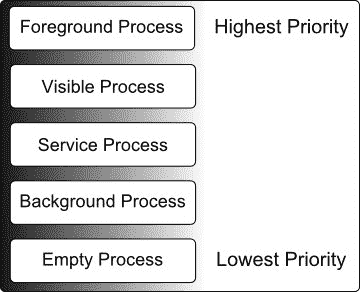 Foreground Process
Highest Priority
Visible Process
Service Process
Background Process
Empty Process
Lowest Priority